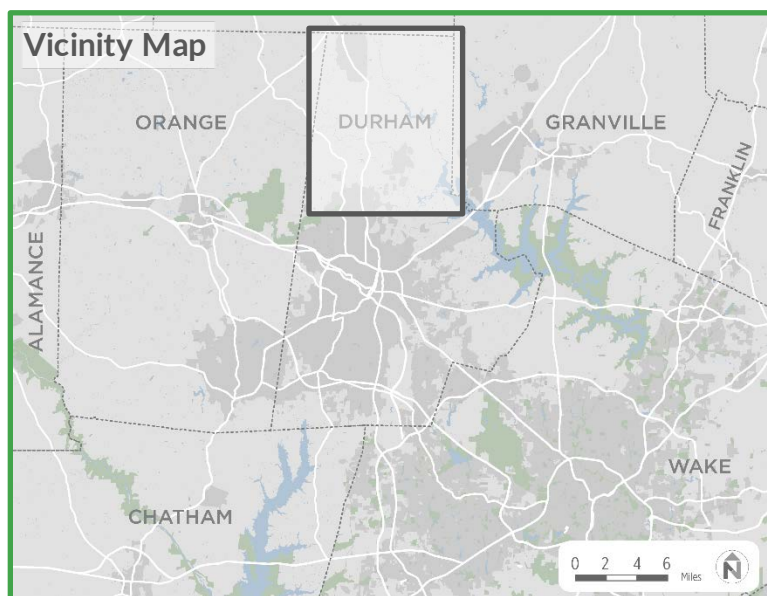 Vicinity Map
ORANGE
DURHAM
GRANVILLE
FRANKLIN
ALAMANCE
WAKE
CHATHAM
0 2 4 6
Miles
N